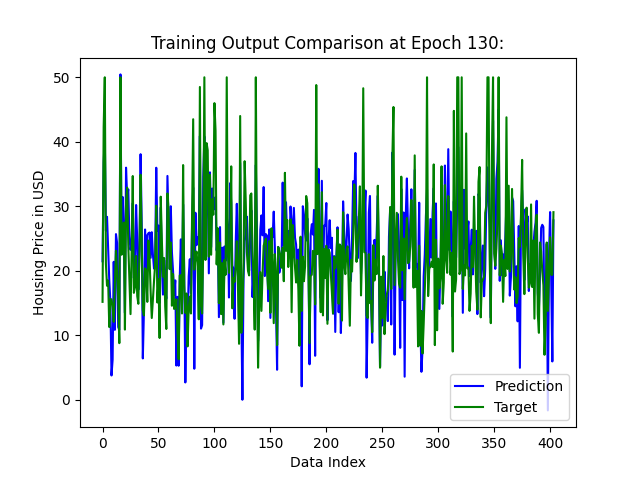 Training Output Comparison at Epoch 130:
Housing Price in USD
50
40
30
20
10
0
Prediction
Target
0 50 100 150 200 250 300 350 400
Data Index